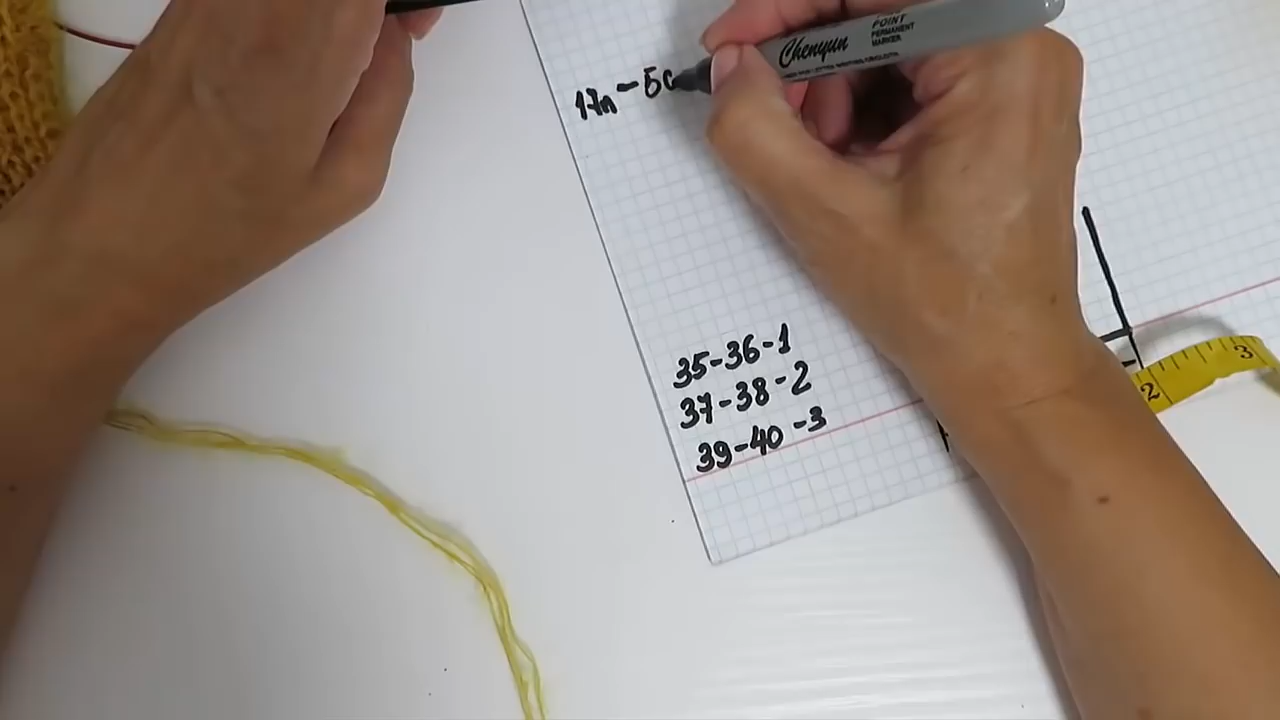 17п - 5с
Chenyun
POINT
PERMANENT
MARKER
35-36-1
37-38-2
39-40-3
2
3